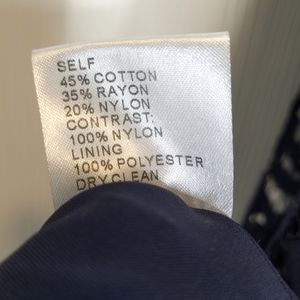 SELF
45% COTTON
35% RAYON
20% NYLON
CONTRAST:
100% NYLON
LINING
100% POLYESTER
DRY CLEAN